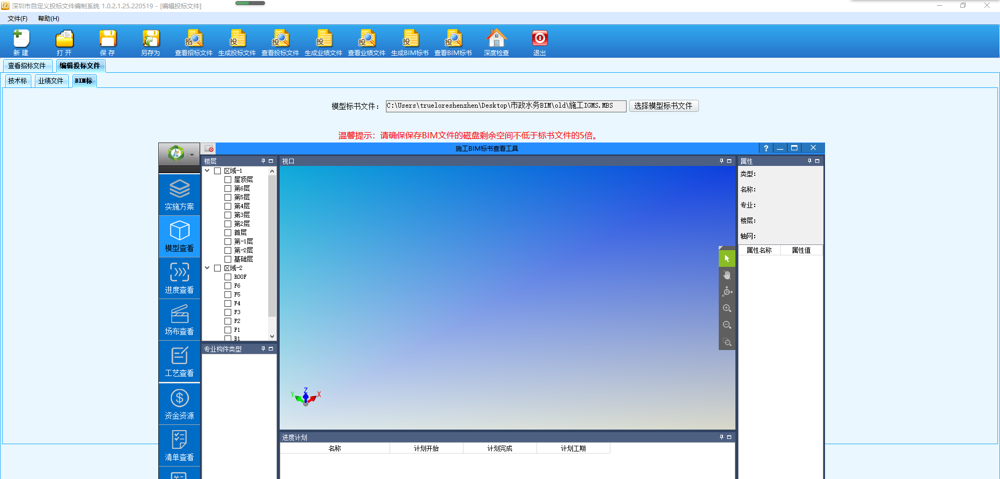 深圳市自定义投标文件编制系统 1.0.2.1.25.220519 - [编辑投标文件]
文件(F) 帮助(H)
新 建 打 开 保 存 另存为 查看招标文件 生成投标文件 查看投标文件 生成业绩文件 查看业绩文件 生成BIM标书 查看BIM标书 深度检查 退出
查看招标文件 编辑投标文件
技术标 业绩文件 BIM标
模型标书文件： C:\Users\trueloreshenzhen\Desktop\市政水务BIM\old\施工IGMS.MBS 选择模型标书文件
温馨提示：请确保保存BIM文件的磁盘剩余空间不低于标书文件的5倍。
施工BIM标书查看工具
实施方案
模型查看
进度查看
场布查看
工艺查看
资金资源
清单查看
楼层
区域-1
屋顶层
第6层
第5层
第4层
第3层
第2层
首层
第-1层
第-2层
基础层
区域-2
ROOF
F6
F5
F4
F3
F2
F1
B1
专业构件类型
视口
Z
Y
X
进度计划
名称 计划开始 计划完成 计划工期
属性
类型：
名称：
专业：
楼层：
轴网：
属性名称 属性值